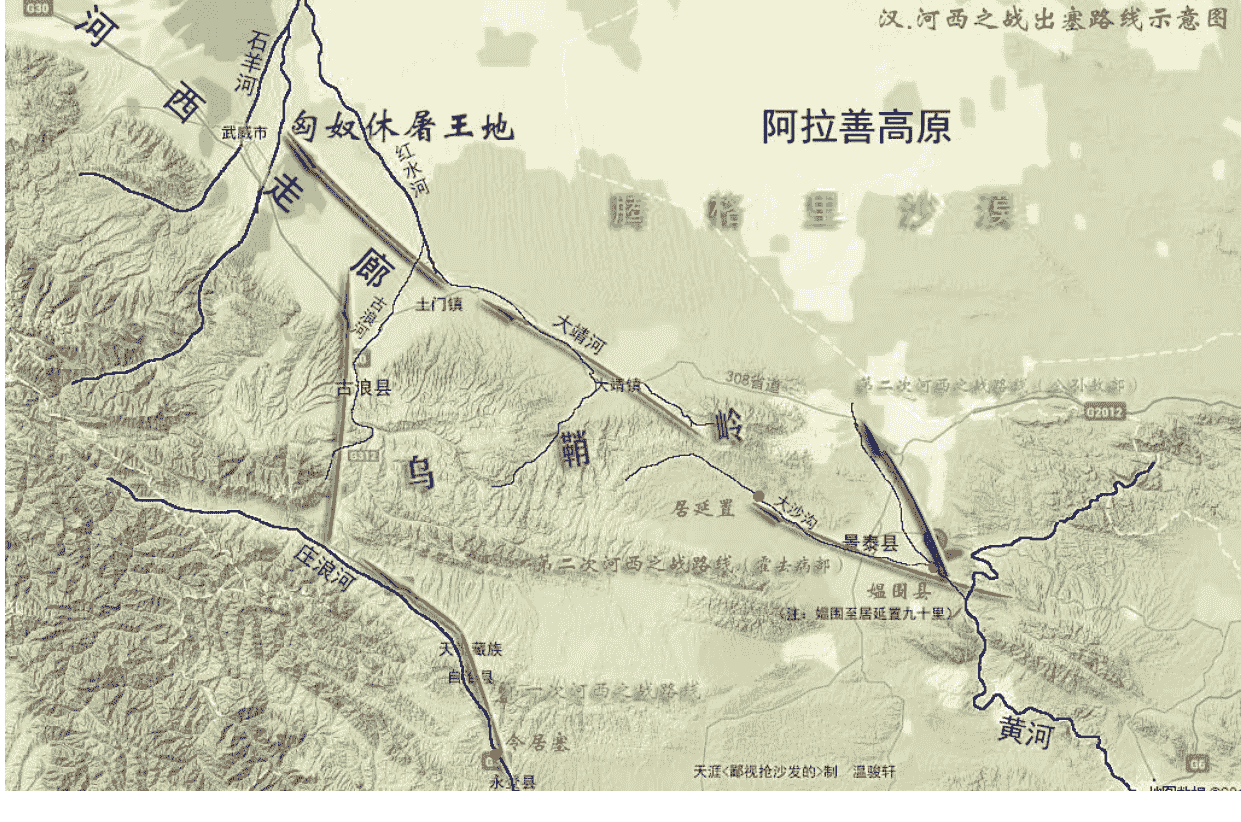 G30
汉.河西之战出塞路线示意图
河西走廊
石羊河
武威市
匈奴休屠王地
红水河
阿拉善高原
腾格里沙漠
土门镇
古浪河
大靖河
大靖镇
308省道
第二次河西之战路线
G2012
古浪县
G312
乌鞘岭
居延置
大沙沟
景泰县
第二次河西之战路线（霍去病部）
媪围县
（注：媪围至居延置九十里）
庄浪河
天 藏族
自 县
第一次河西之战路线
令居塞
永 县
黄河
天涯<鄙视抢沙发的>制 温骏轩
G6